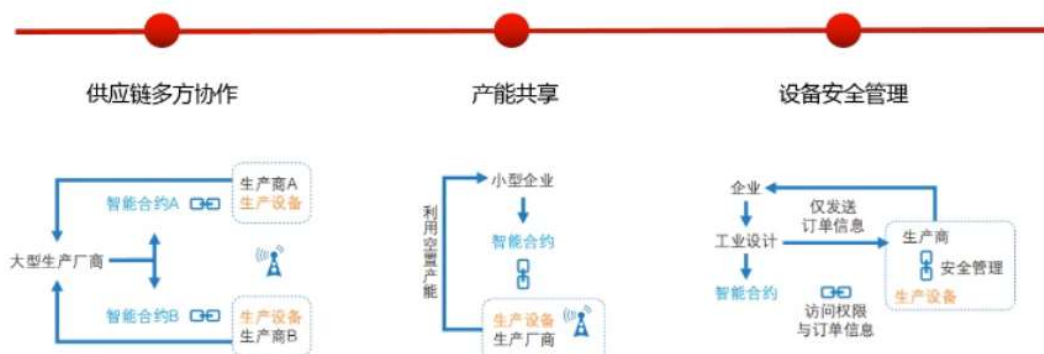 供应链多方协作
产能共享
设备安全管理
生产商A
生产设备
智能合约A
大型生产厂商
智能合约B
生产设备
生产商B
小型企业
利用空置产能
智能合约
生产设备
生产厂商
企业
仅发送
订单信息
工业设计
生产商
安全管理
生产设备
智能合约
访问权限
与订单信息